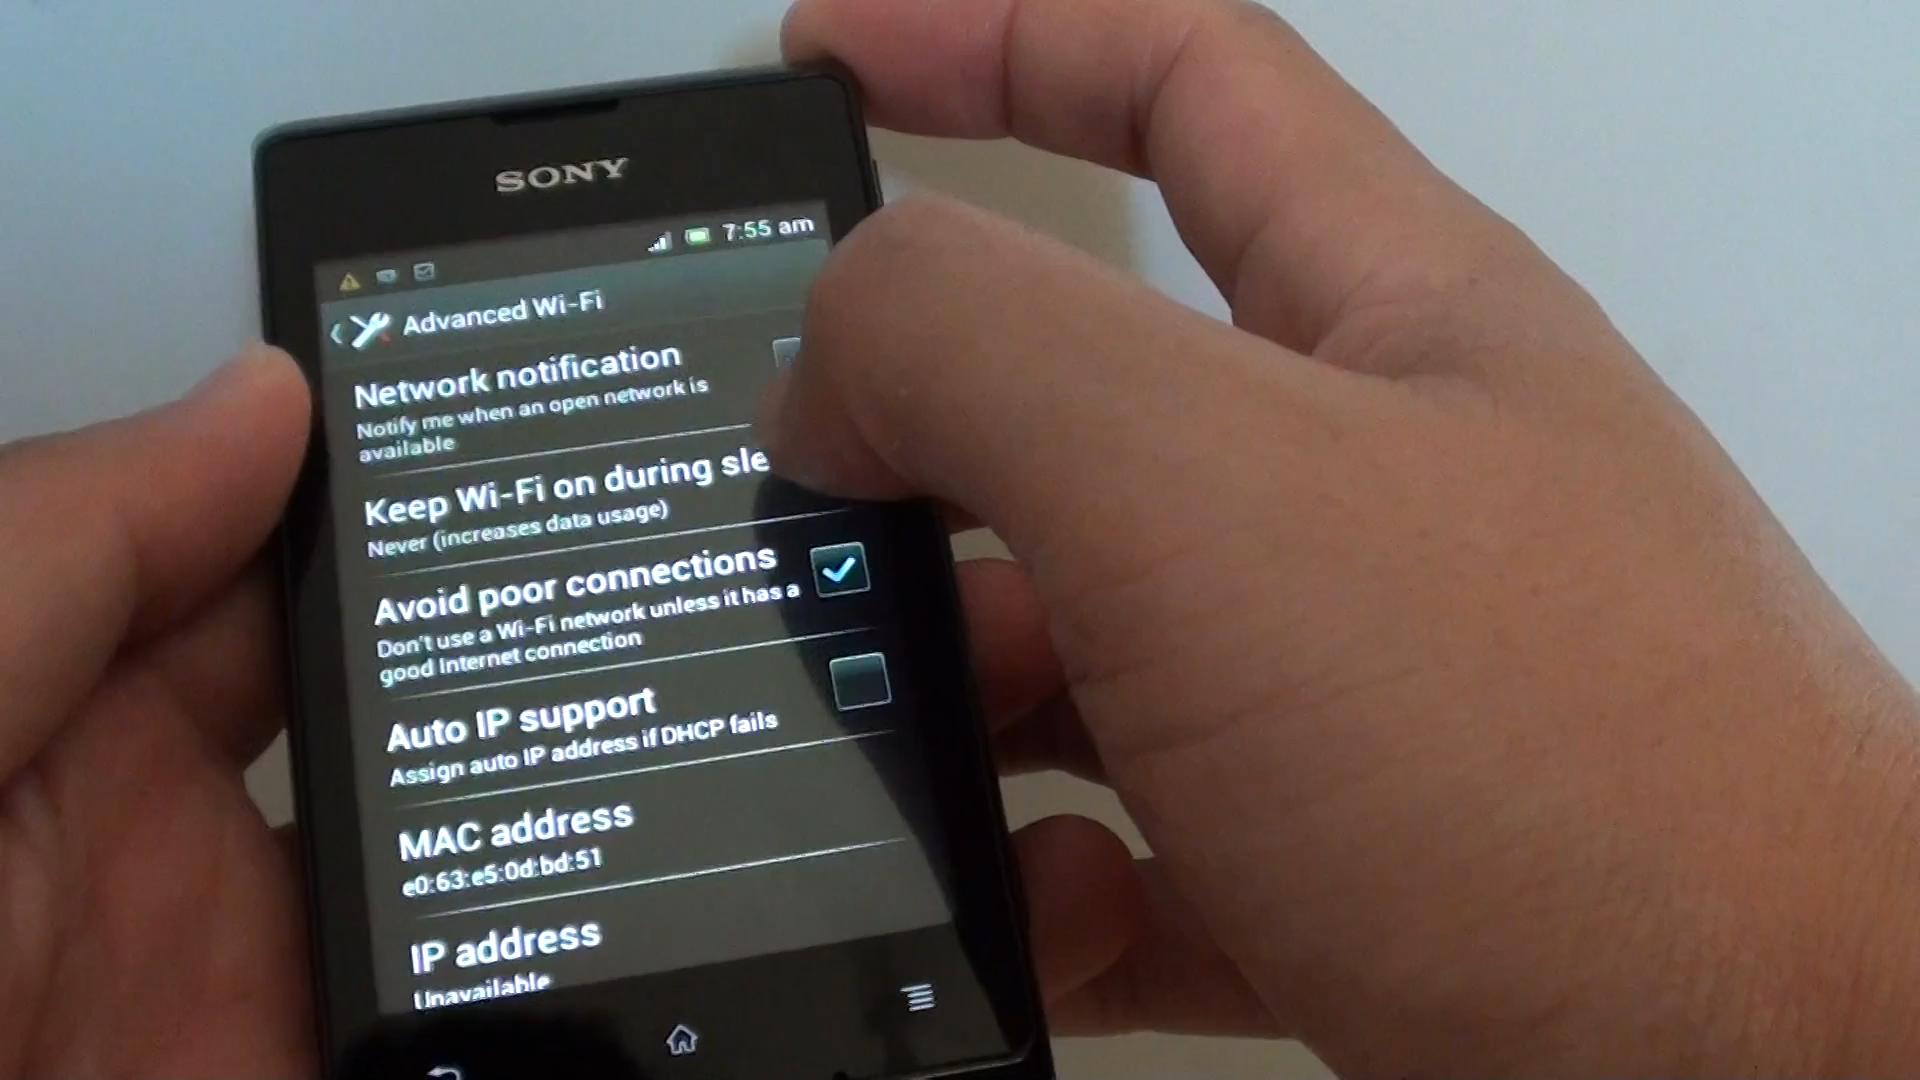 SONY
7:55 am
Advanced Wi-Fi
Network notification
Notify me when an open network is
available
Keep Wi-Fi on during sle
Never (increases data usage)
Avoid poor connections
Don't use a Wi-Fi network unless it has a
good Internet connection
Auto IP support
Assign auto IP address if DHCP fails
MAC address
e0:63:e5:0d:bd:51
IP address
Unavailable